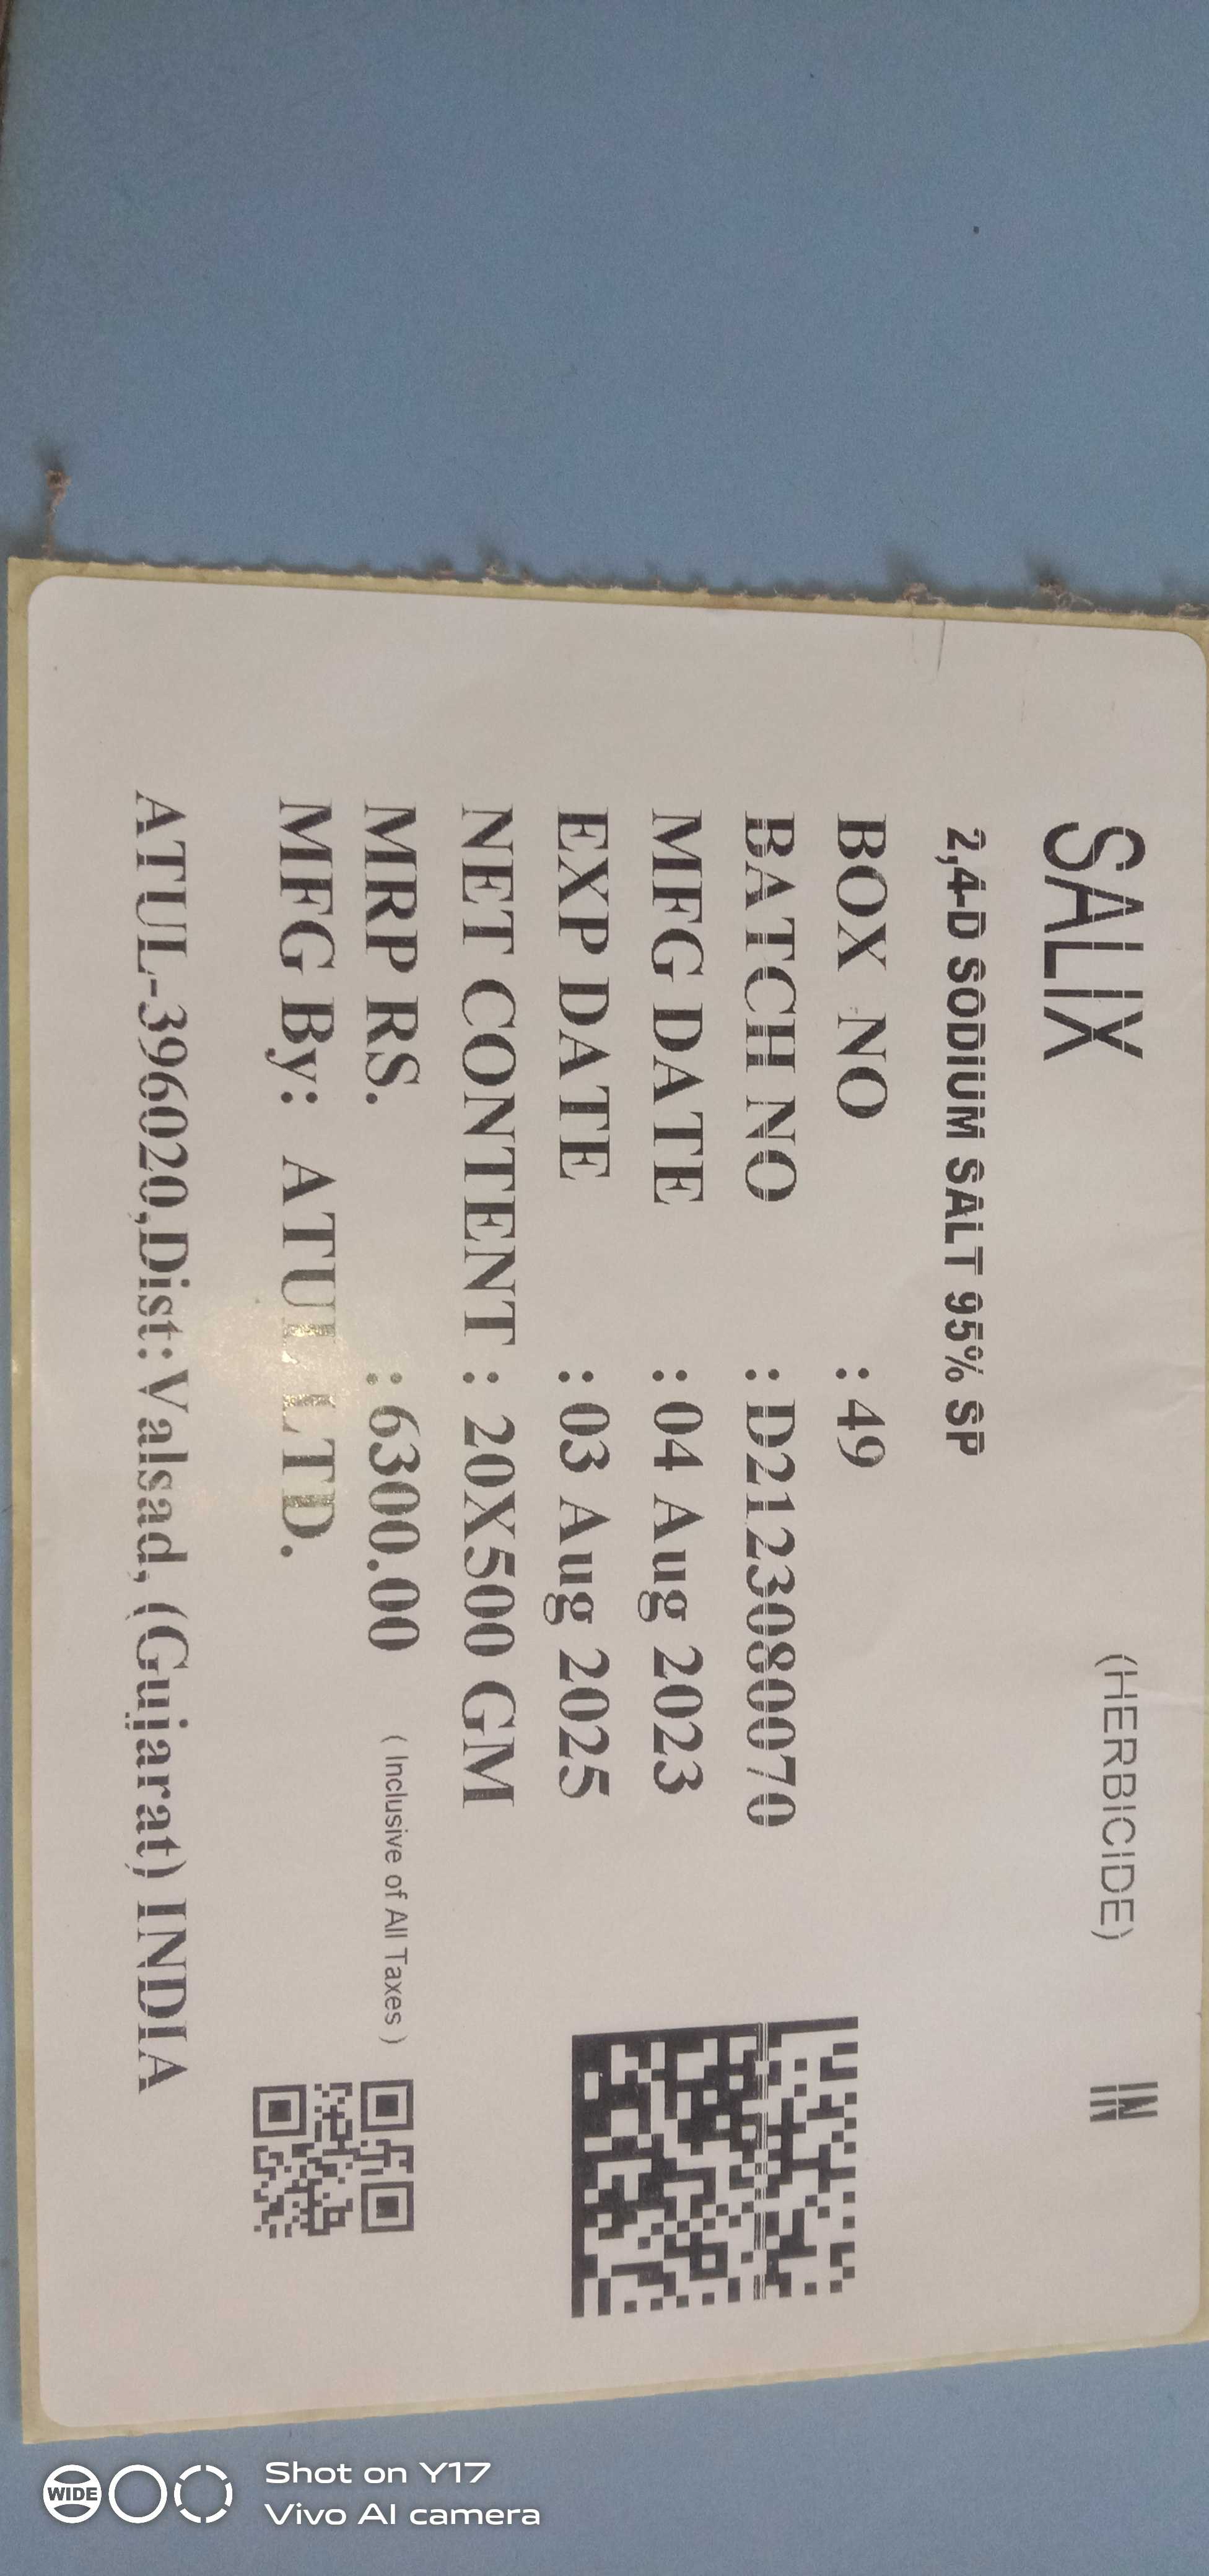 SALIX (HERBICIDE) IN
2,4-D SODIUM SALT 95% SP
BOX NO : 49
BATCH NO : D2123080070
MFG DATE : 04 Aug 2023
EXP DATE : 03 Aug 2025
NET CONTENT : 20X500 GM
MRP RS. : 6300.00 ( Inclusive of All Taxes )
MFG By: ATUL LTD.
ATUL-396020,Dist:Valsad, (Gujarat) INDIA
WIDE
Shot on Y17
Vivo AI camera